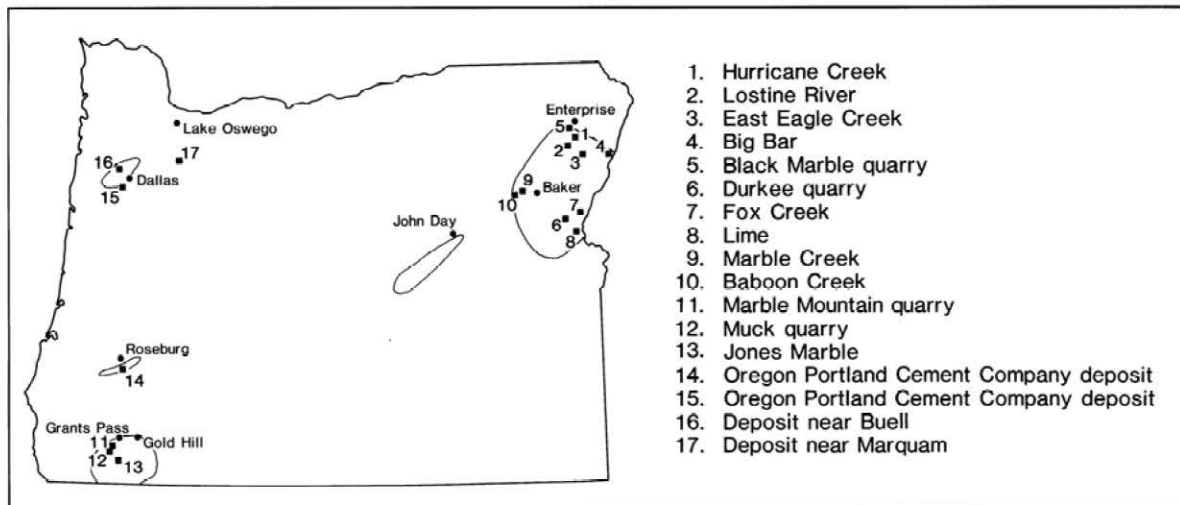 Enterprise
5
1
2
4
3
Lake Oswego
17
16
Dallas
15
9
Baker
10
7
6
8
John Day
Roseburg
14
Grants Pass
11
Gold Hill
12
13
1. Hurricane Creek
2. Lostine River
3. East Eagle Creek
4. Big Bar
5. Black Marble quarry
6. Durkee quarry
7. Fox Creek
8. Lime
9. Marble Creek
10. Baboon Creek
11. Marble Mountain quarry
12. Muck quarry
13. Jones Marble
14. Oregon Portland Cement Company deposit
15. Oregon Portland Cement Company deposit
16. Deposit near Buell
17. Deposit near Marquam